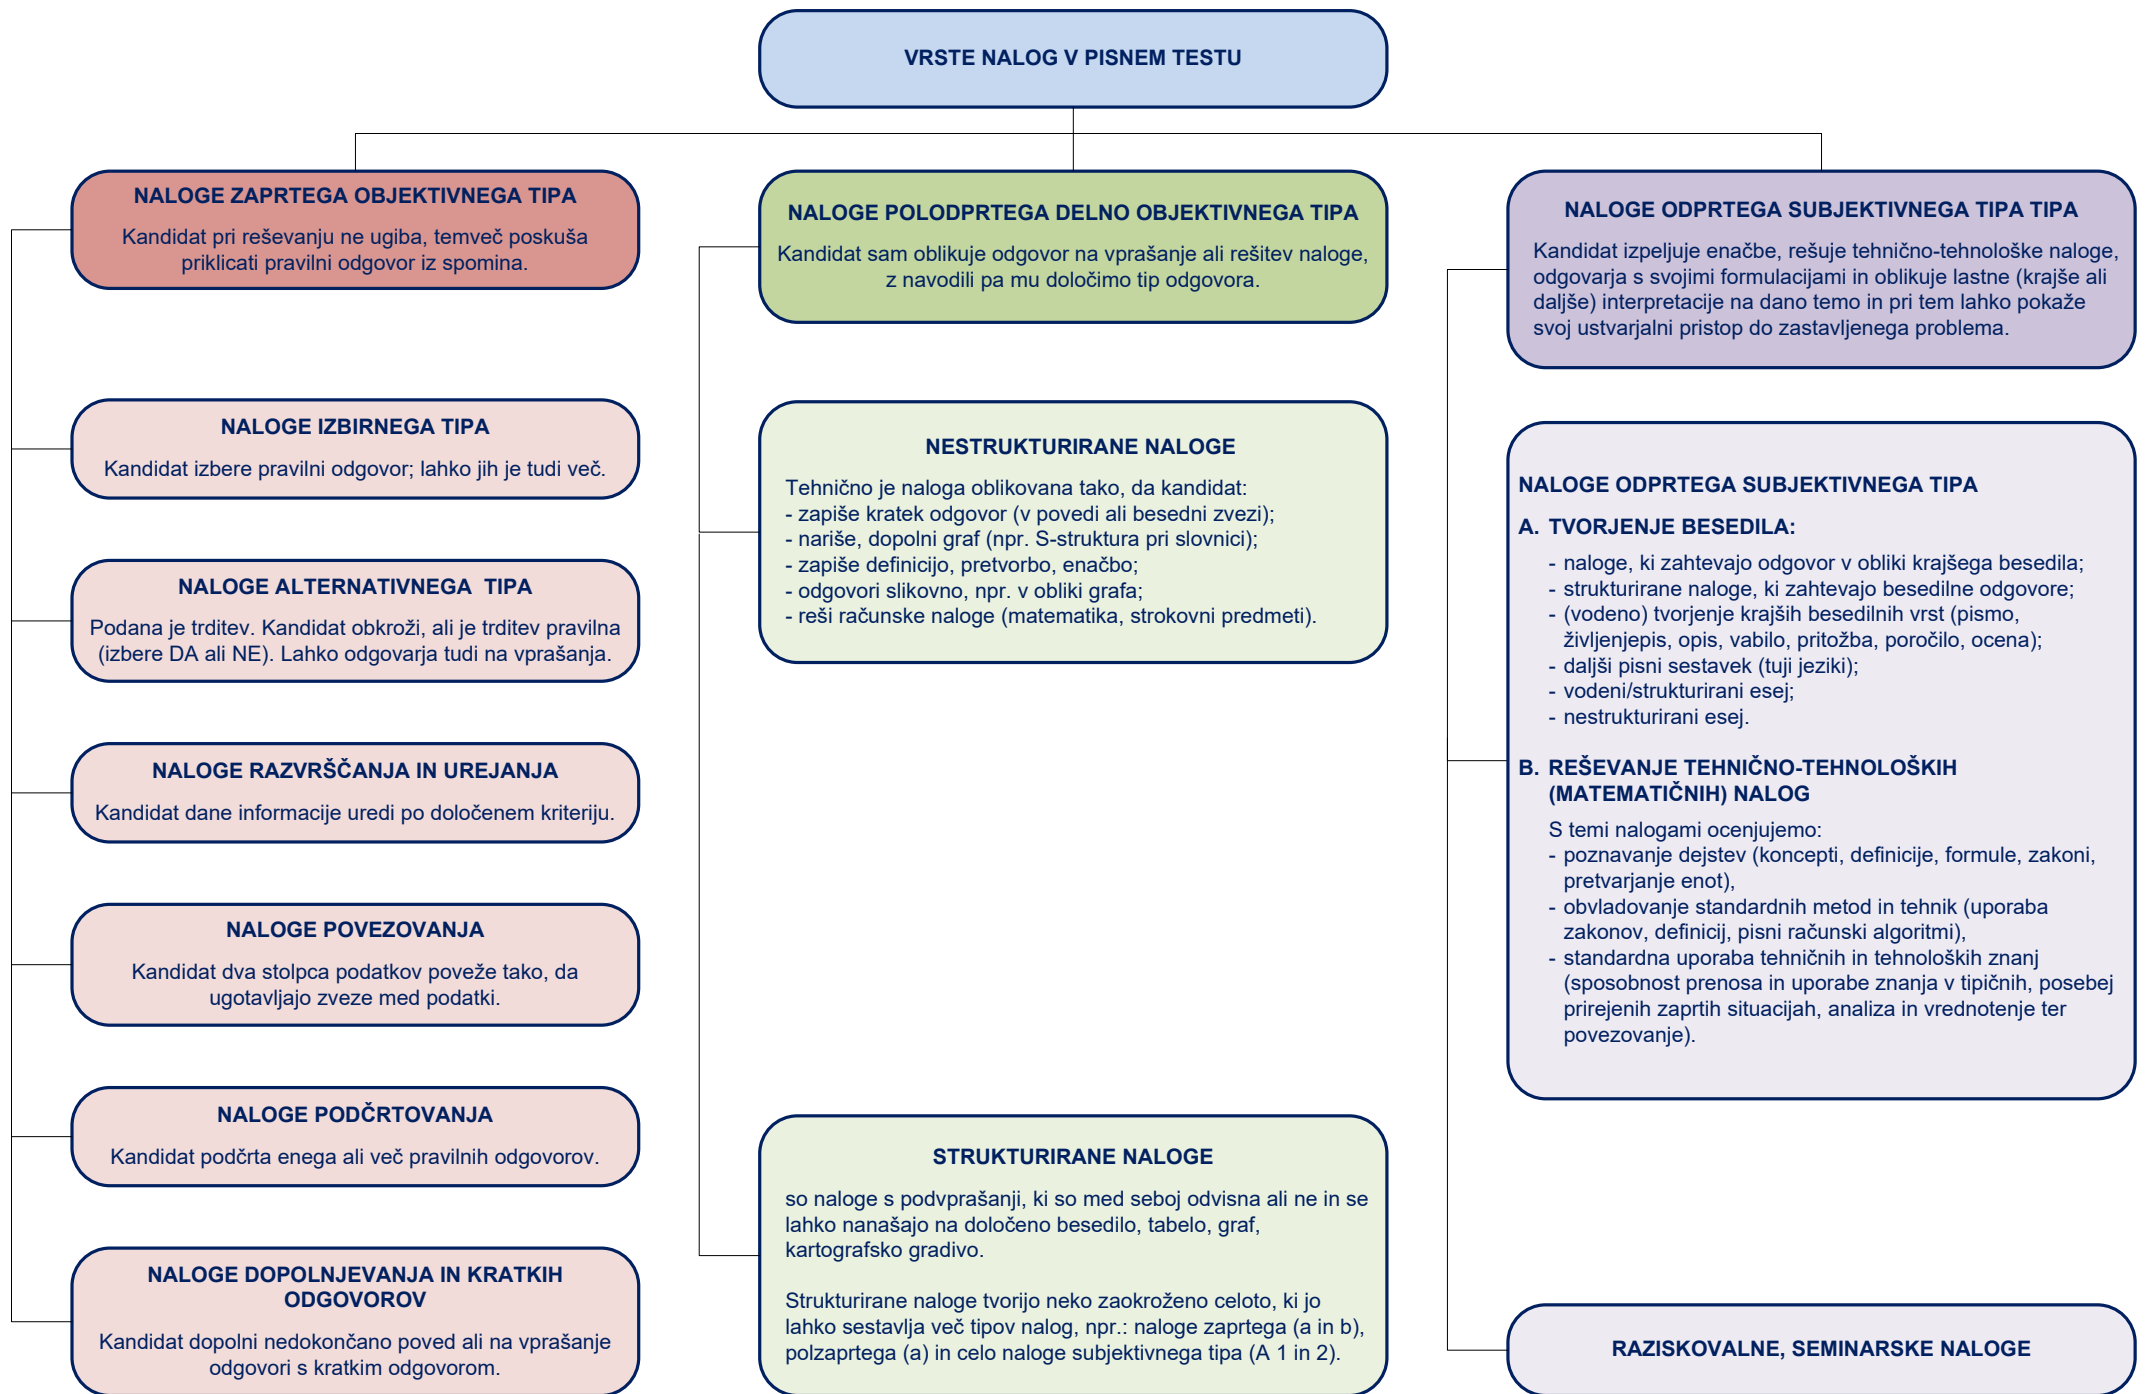 VRSTE NALOG V PISNEM TESTU
NALOGE ZAPRTEGA OBJEKTIVNEGA TIPA
Kandidat pri reševanju ne ugiba, temveč poskuša
priklicati pravilni odgovor iz spomina.
NALOGE IZBIRNEGA TIPA
Kandidat izbere pravilni odgovor; lahko jih je tudi več.
NALOGE ALTERNATIVNEGA  TIPA
Podana je trditev. Kandidat obkroži, ali je trditev pravilna
(izbere DA ali NE). Lahko odgovarja tudi na vprašanja.
NALOGE RAZVRŠČANJA IN UREJANJA
Kandidat dane informacije uredi po določenem kriteriju.
NALOGE POVEZOVANJA
Kandidat dva stolpca podatkov poveže tako, da
ugotavljajo zveze med podatki.
NALOGE PODČRTOVANJA
Kandidat podčrta enega ali več pravilnih odgovorov.
NALOGE DOPOLNJEVANJA IN KRATKIH
ODGOVOROV
Kandidat dopolni nedokončano poved ali na vprašanje
odgovori s kratkim odgovorom.
NALOGE POLODPRTEGA DELNO OBJEKTIVNEGA TIPA
Kandidat sam oblikuje odgovor na vprašanje ali rešitev naloge,
z navodili pa mu določimo tip odgovora.
NESTRUKTURIRANE NALOGE
Tehnično je naloga oblikovana tako, da kandidat:
- zapiše kratek odgovor (v povedi ali besedni zvezi);
- nariše, dopolni graf (npr. S-struktura pri slovnici);
- zapiše definicijo, pretvorbo, enačbo;
- odgovori slikovno, npr. v obliki grafa;
- reši računske naloge (matematika, strokovni predmeti).
STRUKTURIRANE NALOGE
so naloge s podvprašanji, ki so med seboj odvisna ali ne in se
lahko nanašajo na določeno besedilo, tabelo, graf,
kartografsko gradivo.
Strukturirane naloge tvorijo neko zaokroženo celoto, ki jo
lahko sestavlja več tipov nalog, npr.: naloge zaprtega (a in b),
polzaprtega (a) in celo naloge subjektivnega tipa (A 1 in 2).
NALOGE ODPRTEGA SUBJEKTIVNEGA TIPA TIPA
Kandidat izpeljuje enačbe, rešuje tehnično-tehnološke naloge,
odgovarja s svojimi formulacijami in oblikuje lastne (krajše ali
daljše) interpretacije na dano temo in pri tem lahko pokaže
svoj ustvarjalni pristop do zastavljenega problema.
NALOGE ODPRTEGA SUBJEKTIVNEGA TIPA
A. TVORJENJE BESEDILA:
- naloge, ki zahtevajo odgovor v obliki krajšega besedila;
- strukturirane naloge, ki zahtevajo besedilne odgovore;
- (vodeno) tvorjenje krajših besedilnih vrst (pismo,
življenjepis, opis, vabilo, pritožba, poročilo, ocena);
- daljši pisni sestavek (tuji jeziki);
- vodeni/strukturirani esej;
- nestrukturirani esej.
B. REŠEVANJE TEHNIČNO-TEHNOLOŠKIH
(MATEMATIČNIH) NALOG
S temi nalogami ocenjujemo:
- poznavanje dejstev (koncepti, definicije, formule, zakoni,
pretvarjanje enot),
- obvladovanje standardnih metod in tehnik (uporaba
zakonov, definicij, pisni računski algoritmi),
- standardna uporaba tehničnih in tehnoloških znanj
(sposobnost prenosa in uporabe znanja v tipičnih, posebej
prirejenih zaprtih situacijah, analiza in vrednotenje ter
povezovanje).
RAZISKOVALNE, SEMINARSKE NALOGE